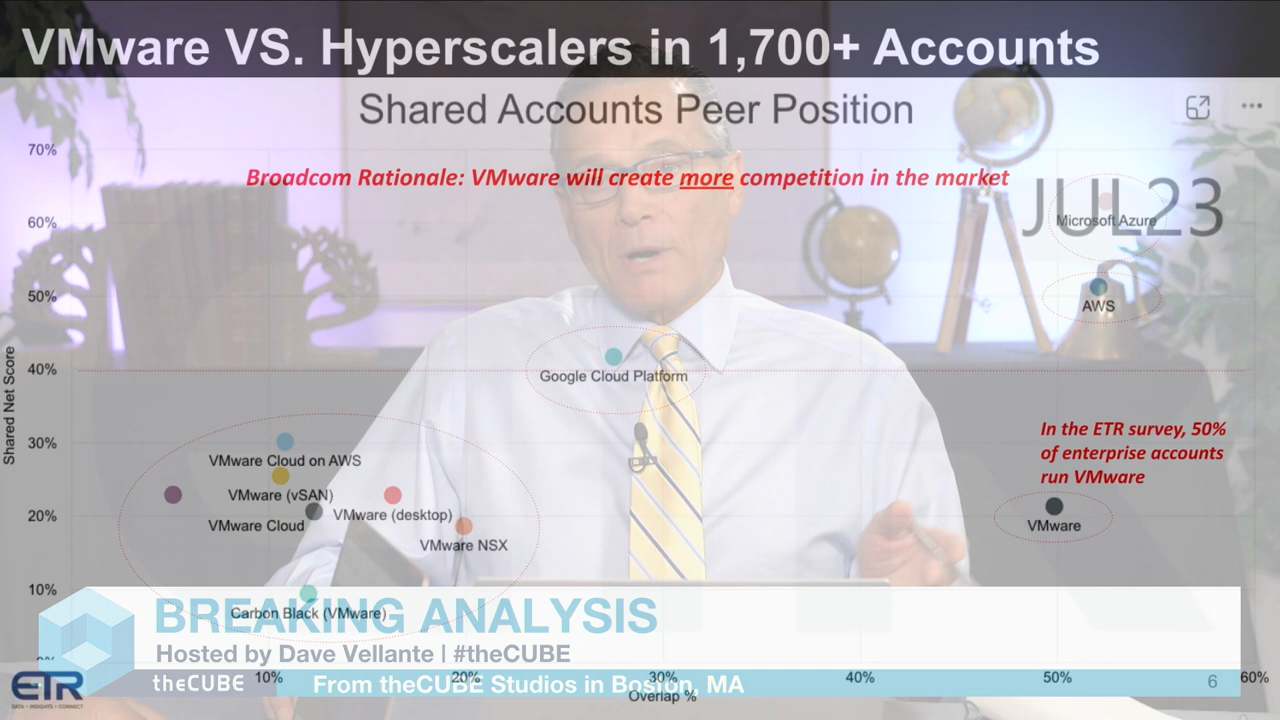 VMware VS. Hyperscalers in 1,700+ Accounts
Shared Accounts Peer Position
70%
Broadcom Rationale: VMware will create more competition in the market
JUL23
60%
Microsoft Azure
50%
AWS
Shared Net Score
40%
Google Cloud Platform
In the ETR survey, 50%
of enterprise accounts
run VMware
30%
VMware Cloud on AWS
VMware (vSAN)
VMware (desktop)
20%
VMware Cloud
VMware
VMware NSX
10%
Carbon Black (VMware)
BREAKING ANALYSIS
Hosted by Dave Vellante | #theCUBE
0%
theCUBE
From theCUBE Studios in Boston, MA
10%
20%
30%
40%
50%
60%
6
Overlap %
ETR
DATA • INSIGHTS • CONNECT